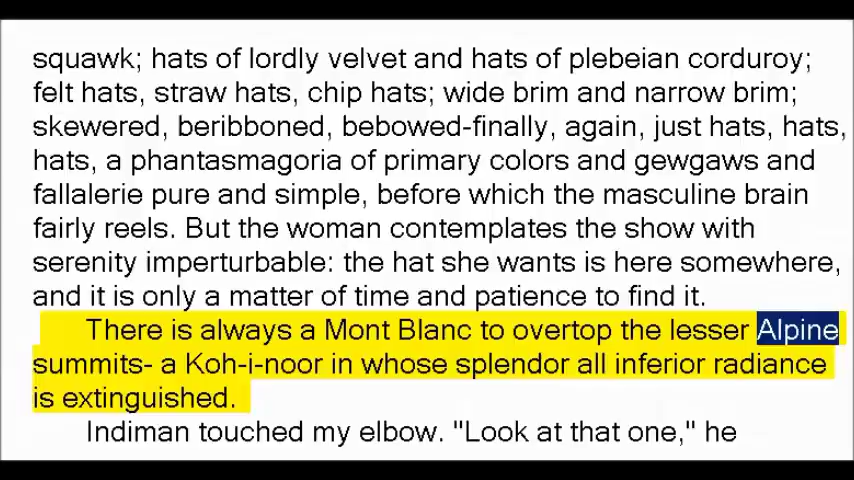 squawk; hats of lordly velvet and hats of plebeian corduroy;
felt hats, straw hats, chip hats; wide brim and narrow brim;
skewered, beribboned, bebowed-finally, again, just hats, hats,
hats, a phantasmagoria of primary colors and gewgaws and
fallalerie pure and simple, before which the masculine brain
fairly reels. But the woman contemplates the show with
serenity imperturbable: the hat she wants is here somewhere,
and it is only a matter of time and patience to find it.
There is always a Mont Blanc to overtop the lesser Alpine
summits- a Koh-i-noor in whose splendor all inferior radiance
is extinguished.
Indiman touched my elbow. "Look at that one," he